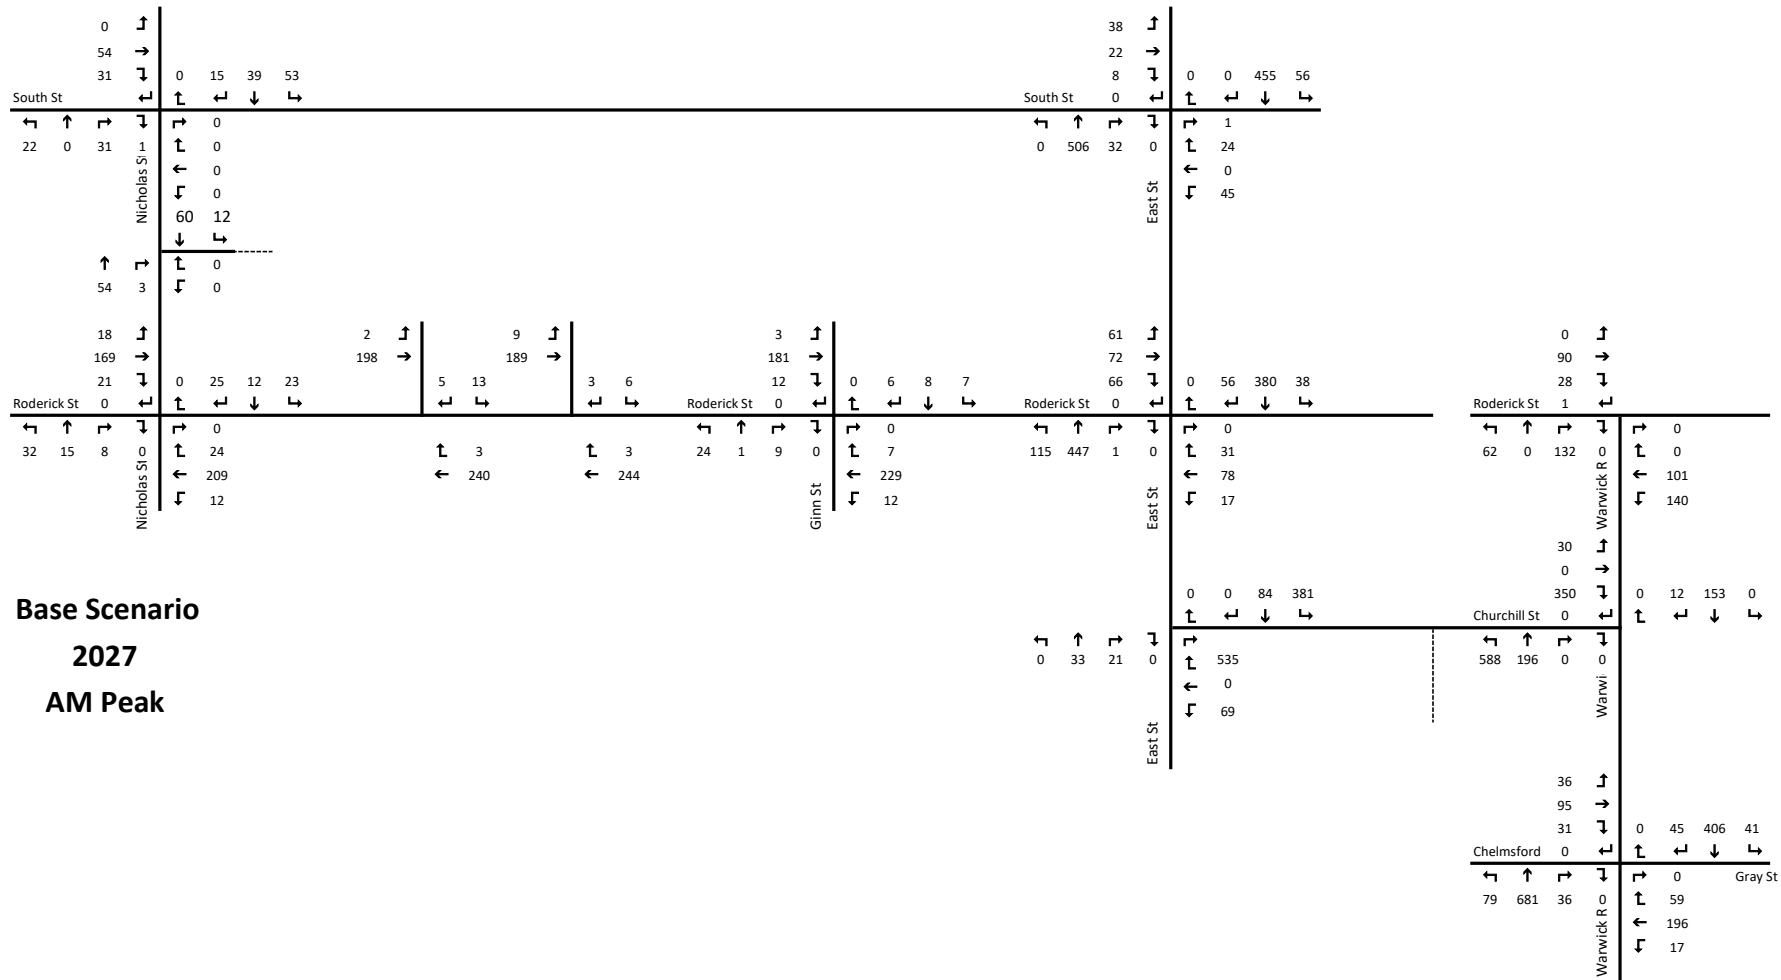 0 38
54 22
31 0 15 39 53 8 0 0 455 56
South St South St 0
0 1
22 0 31 1 0 0 506 32 0 24
0 0
Nicholas St 0 East St 45
60 12
0
54 3 0
18 2 9 3 61 0
169 198 189 181 72 90
21 0 25 12 23 5 13 3 6 12 0 6 8 7 66 0 56 380 38 28
Roderick St 0 Roderick St 0 Roderick St 0 Roderick St 1
0 0 0 0
32 15 8 0 24 3 3 24 1 9 0 7 115 447 1 0 31 62 0 132 0 0
209 240 244 229 78 101
Nicholas St 12 Ginn St 12 East St 17 Warwick R 140
30
0
Base Scenario 0 0 84 381 350 0 12 153 0
Churchill St 0
2027 0 33 21 0 535 588 196 0 0
0
AM Peak 69 Warwi
East St
36
95
31 0 45 406 41
Chelmsford 0
0 Gray St
79 681 36 0 59
196
Warwick R 17